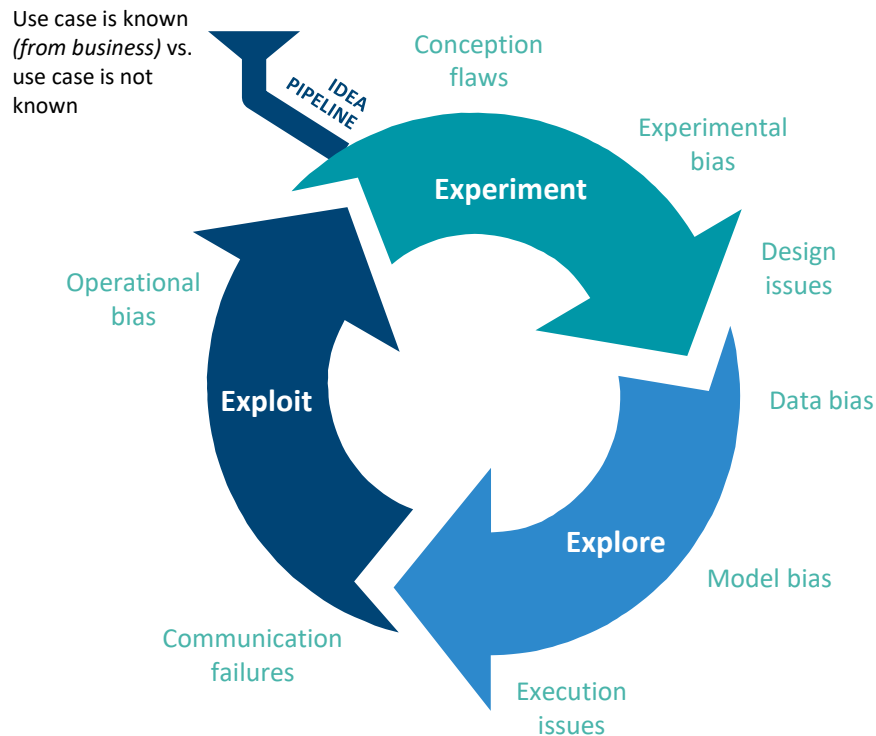 Use case is known
(from business) vs.
use case is not
known
IDEA
PIPELINE
Conception
flaws
Experimental
bias
Experiment
Design
issues
Operational
bias
Exploit
Data bias
Explore
Model bias
Communication
failures
Execution
issues